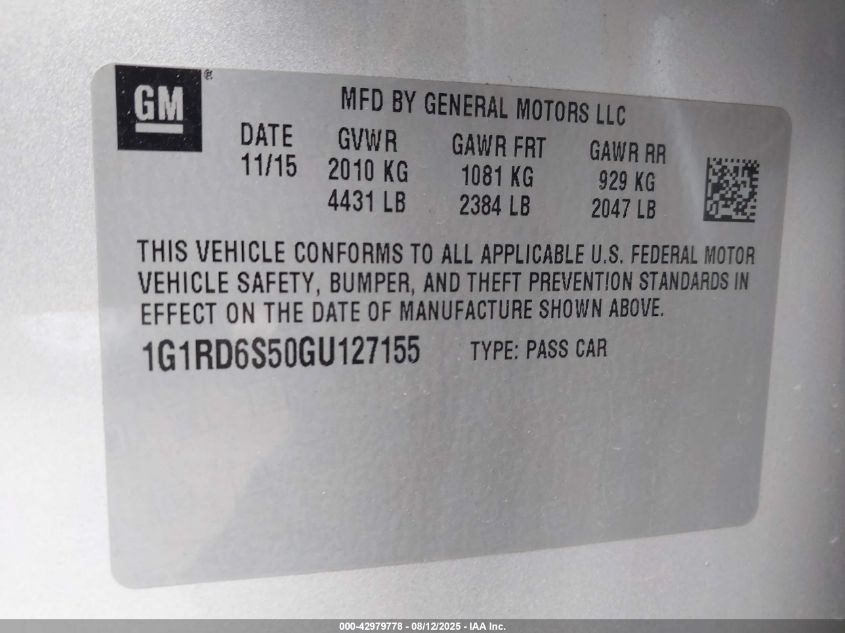 GM®
MFD BY GENERAL MOTORS LLC
DATE GVWR GAWR FRT GAWR RR
11/15 2010 KG 1081 KG 929 KG
4431 LB 2384 LB 2047 LB
THIS VEHICLE CONFORMS TO ALL APPLICABLE U.S. FEDERAL MOTOR
VEHICLE SAFETY, BUMPER, AND THEFT PREVENTION STANDARDS IN
EFFECT ON THE DATE OF MANUFACTURE SHOWN ABOVE.
1G1RD6S50GU127155 TYPE: PASS CAR
000-42979778 - 08/12/2025 - IAA Inc.